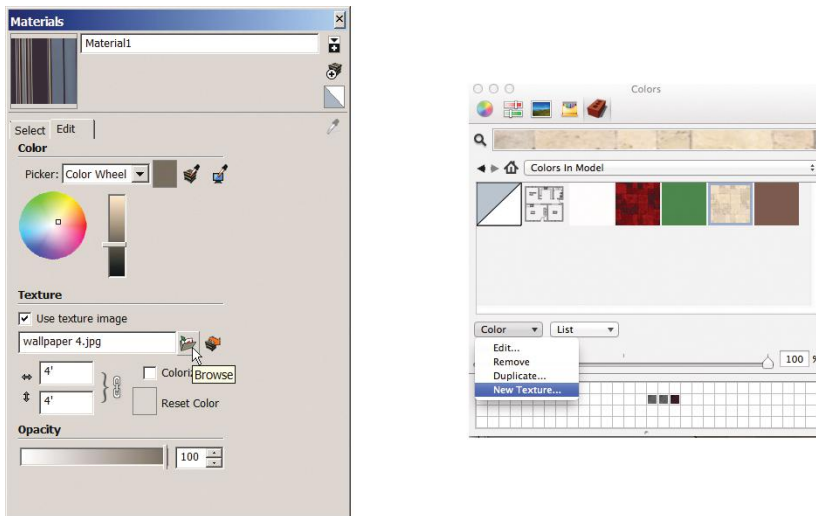 Materials
Material1
Select Edit
Color
Picker: Color Wheel
Texture
Use texture image
wallpaper 4.jpg
4'
Browse
4'
Reset Color
Opacity
100
Colors
Colors In Model
Color List
Edit...
Remove
Duplicate...
New Texture...
100